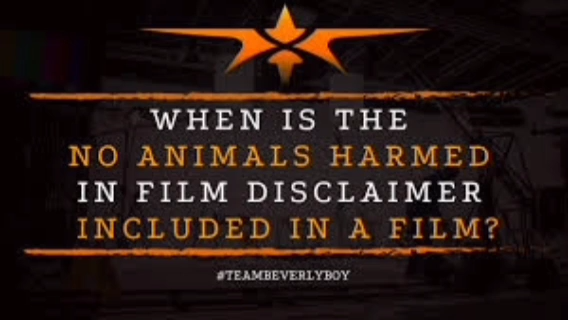 WHEN IS THE
NO ANIMALS HARMED
IN FILM DISCLAIMER
INCLUDED IN A FILM?
#TEAMBEVERLYBOY